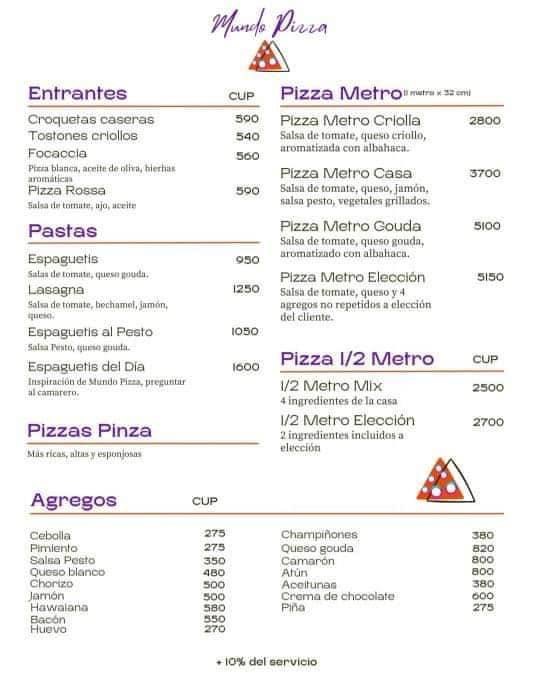 Mundo Pizza
Entrantes CUP
Croquetas caseras 590
Tostones criollos 540
Focaccia 560
Pizza blanca, aceite de oliva, hierbas
aromáticas
Pizza Rossa 590
Salsa de tomate, ajo, aceite
Pastas
Espaguetis 950
Salas de tomate, queso gouda.
Lasagna 1250
Salsa de tomate, bechamel, jamón,
queso.
Espaguetis al Pesto 1050
Salsa Pesto, queso gouda.
Espaguetis del Día 1600
Inspiración de Mundo Pizza, preguntar
al camarero.
Pizzas Pinza
Más ricas, altas y esponjosas
Pizza Metro (1 metro x 32 cm)
Pizza Metro Criolla 2800
Salsa de tomate, queso criollo,
aromatizada con albahaca.
Pizza Metro Casa 3700
Salsa de tomate, queso, jamón,
salsa pesto, vegetales grillados.
Pizza Metro Gouda 5100
Salsa de tomate, queso gouda,
aromatizado con albahaca.
Pizza Metro Elección 5150
Salsa de tomate, queso y 4
agregos no repetidos a elección
del cliente.
Pizza 1/2 Metro CUP
1/2 Metro Mix 2500
4 ingredientes de la casa
1/2 Metro Elección 2700
2 ingredientes incluidos a
elección
Agregos CUP
Cebolla 275
Pimiento 275
Salsa Pesto 350
Queso blanco 480
Chorizo 500
Jamón 500
Hawaiana 580
Bacón 550
Huevo 270
Champiñones 380
Queso gouda 820
Camarón 800
Atún 800
Aceitunas 380
Crema de chocolate 600
Piña 275
+ 10% del servicio